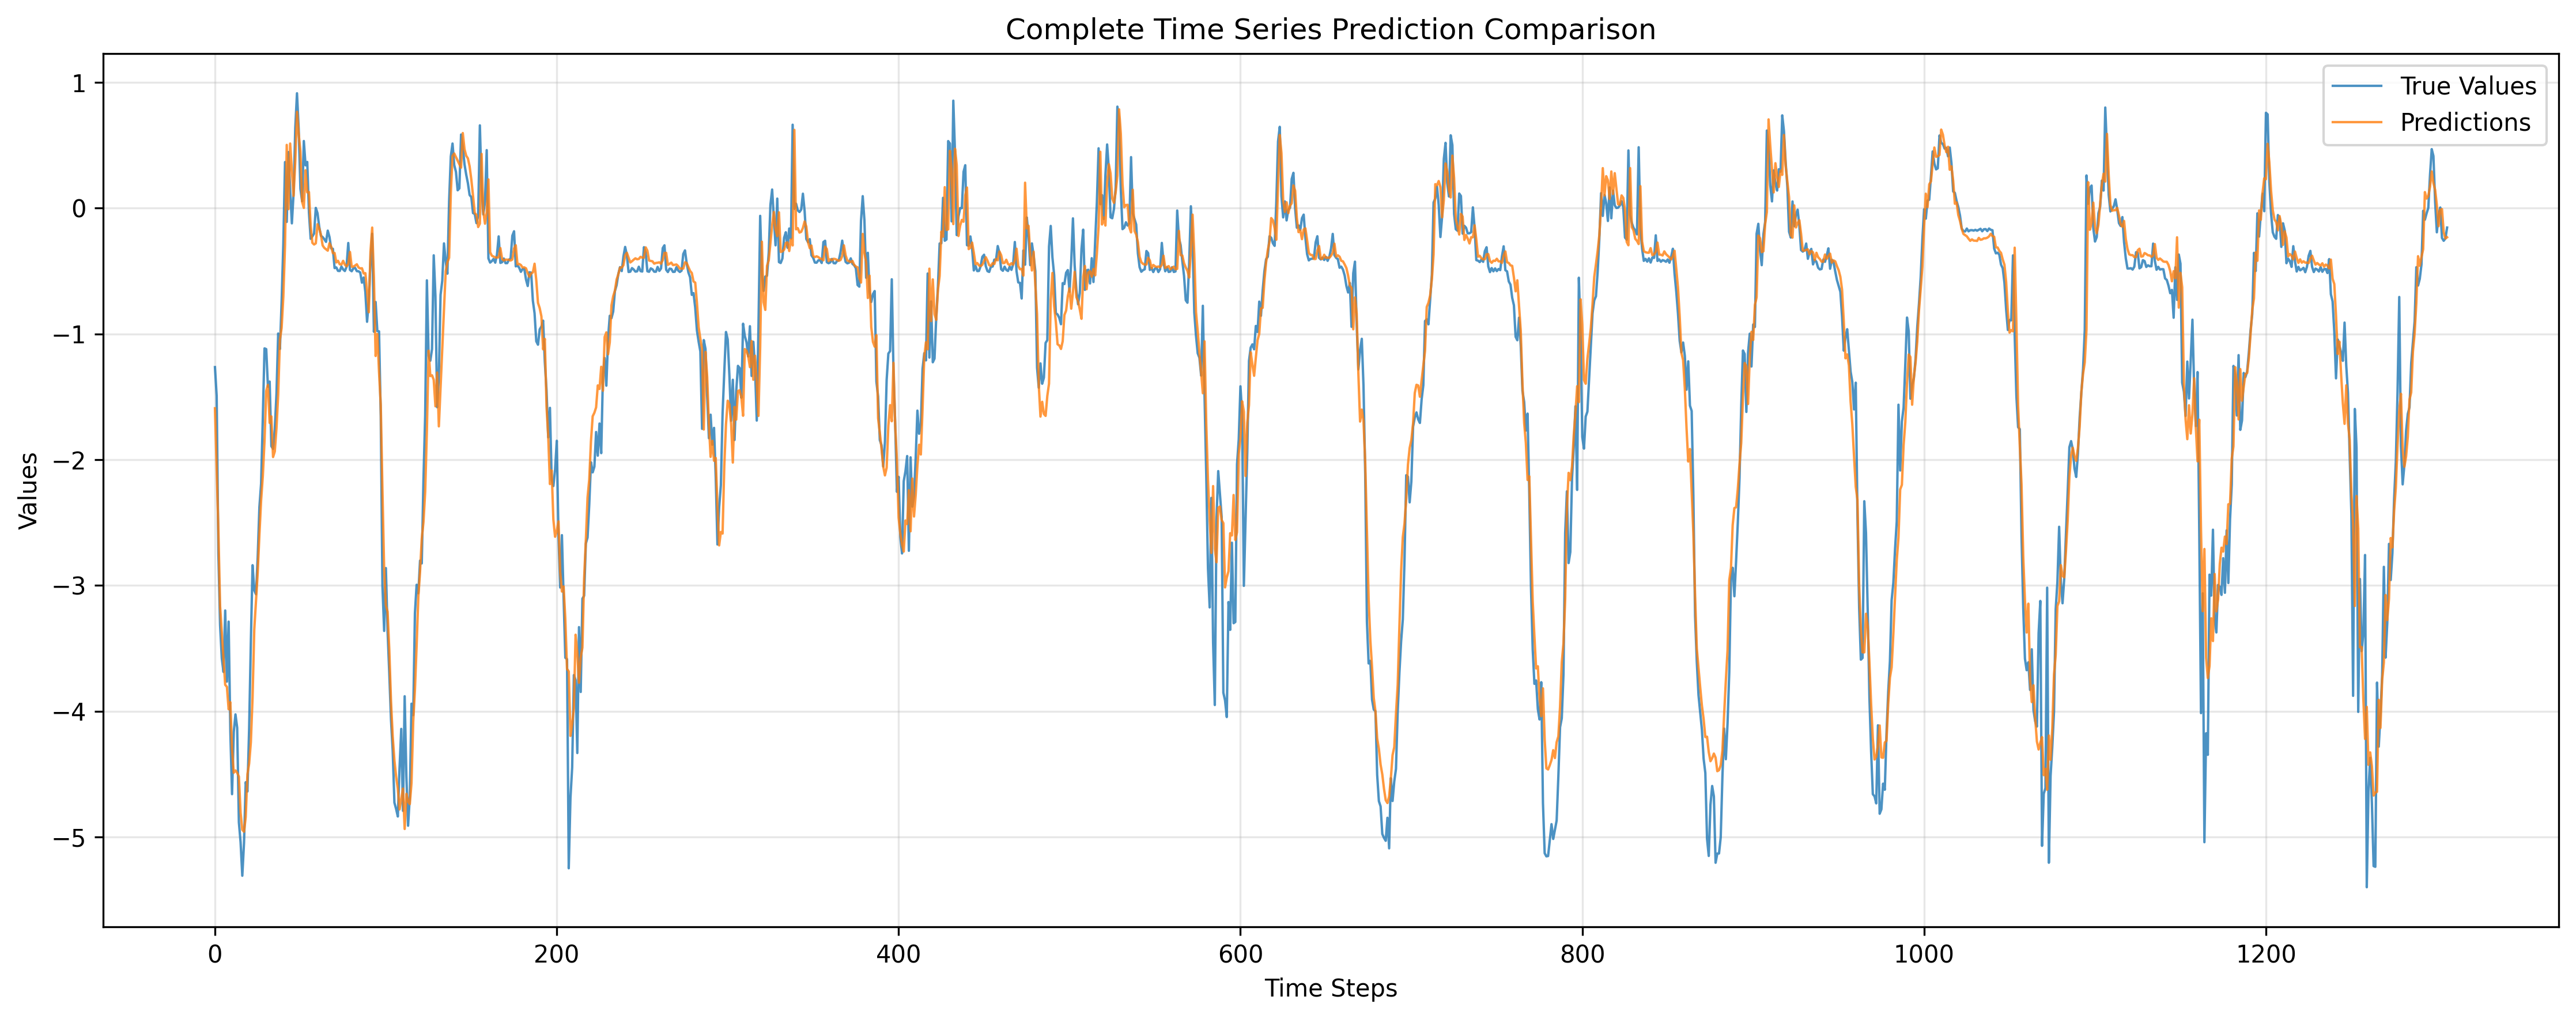 Complete Time Series Prediction Comparison
True Values
Predictions
Values
1
0
−1
−2
−3
−4
−5
0 200 400 600 800 1000 1200
Time Steps